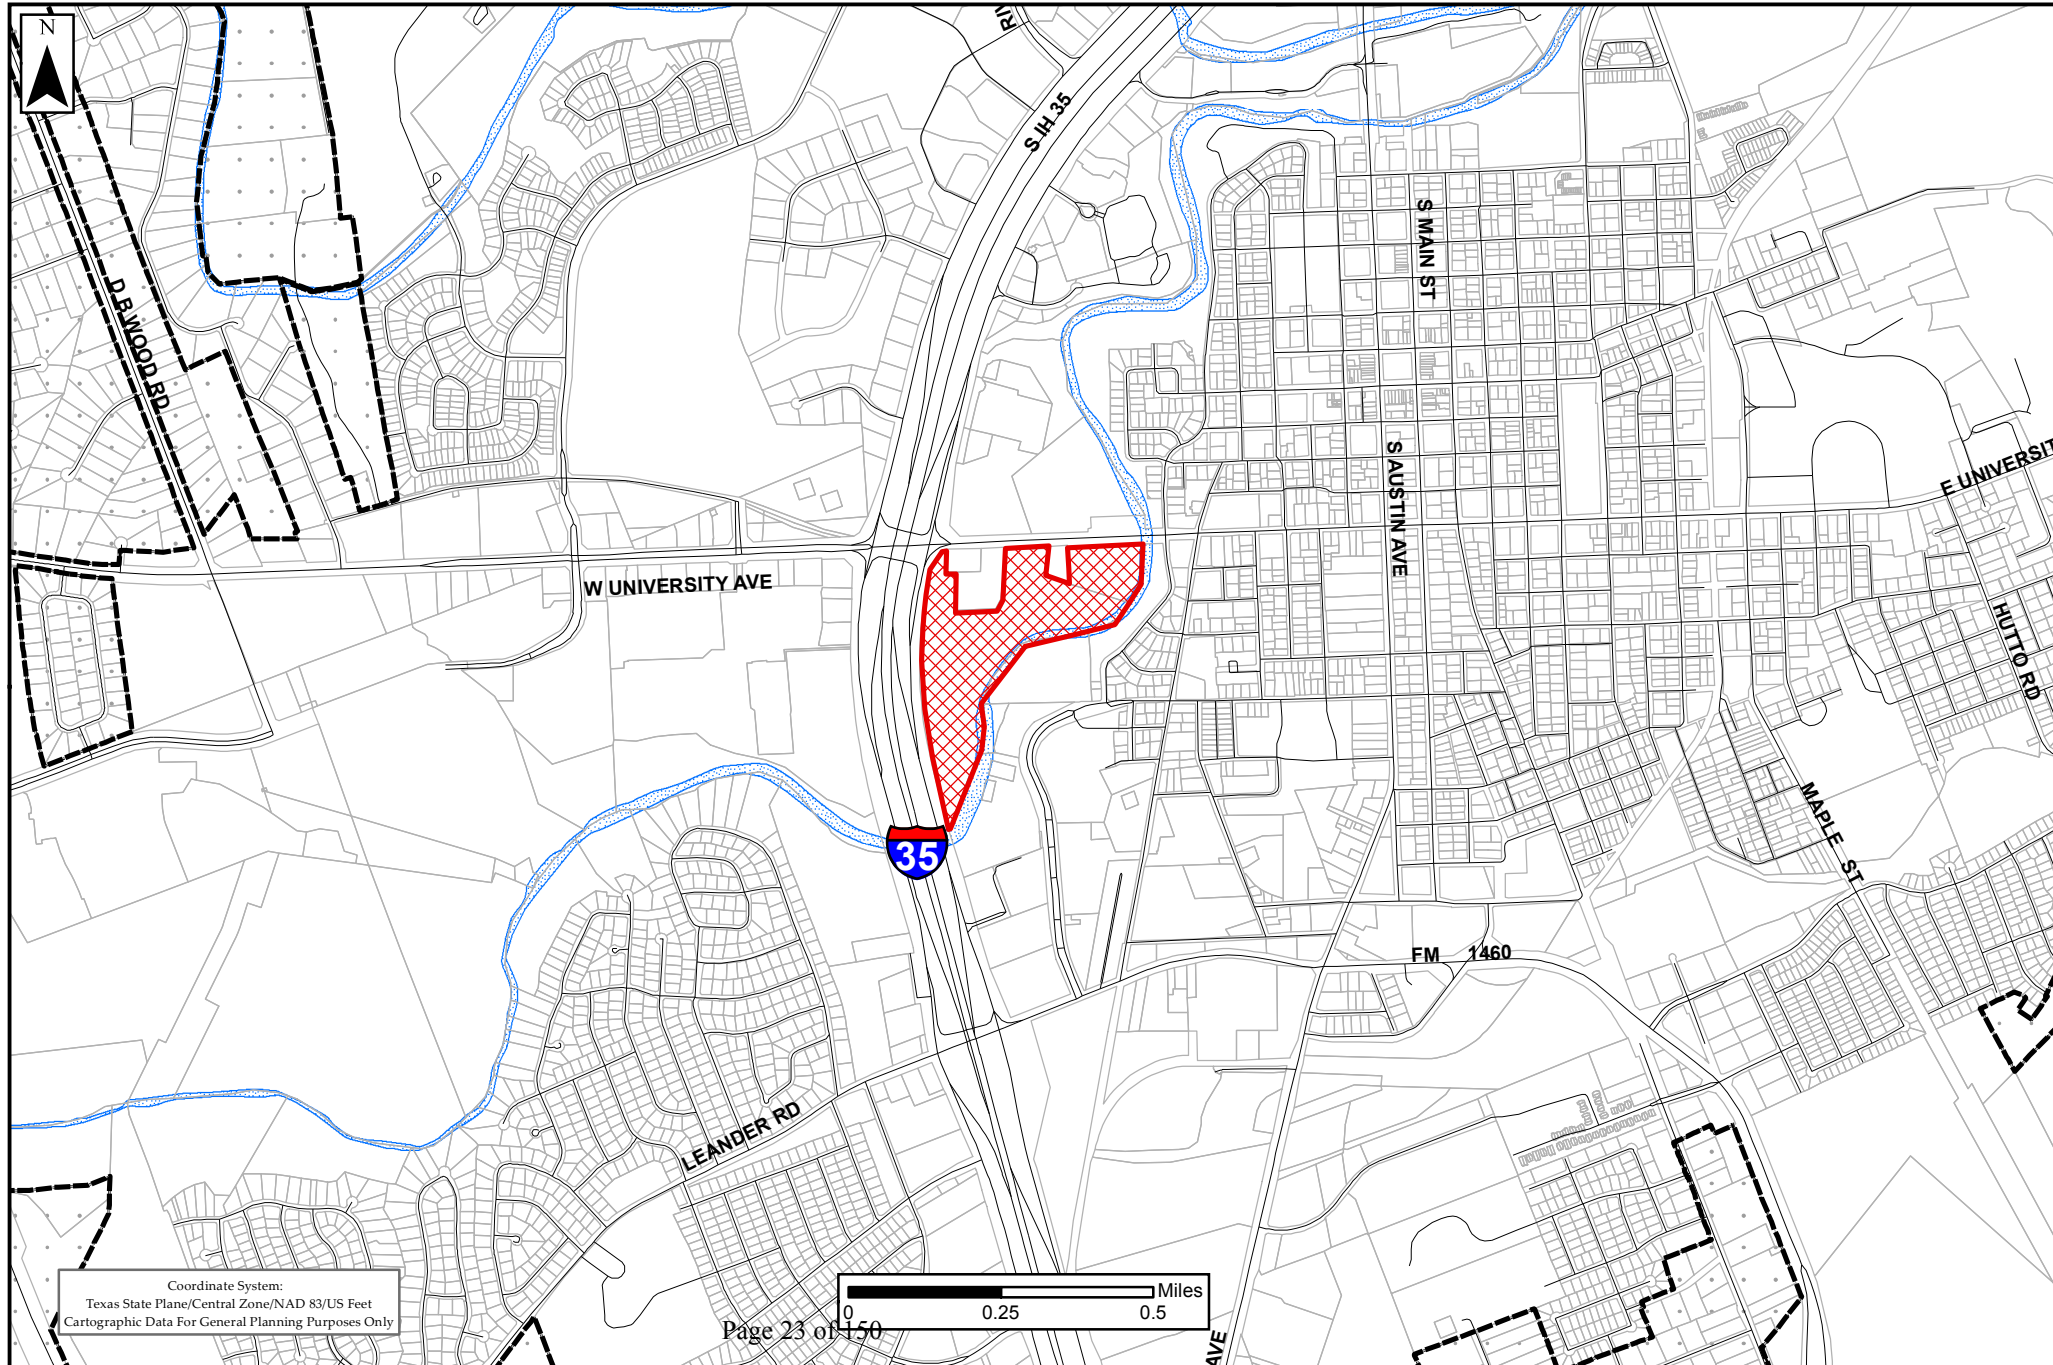 N
RI
S IH 35
S MAIN ST
D B WOOD RD
S AUSTIN AVE
E UNIVERSIT
W UNIVERSITY AVE
HUTTO RD
MAPLE ST
35
FM 1460
LEANDER RD
AVE
Coordinate System:
Texas State Plane/Central Zone/NAD 83/US Feet
Cartographic Data For General Planning Purposes Only
Miles
0 0.25 0.5
Page 23 of 150